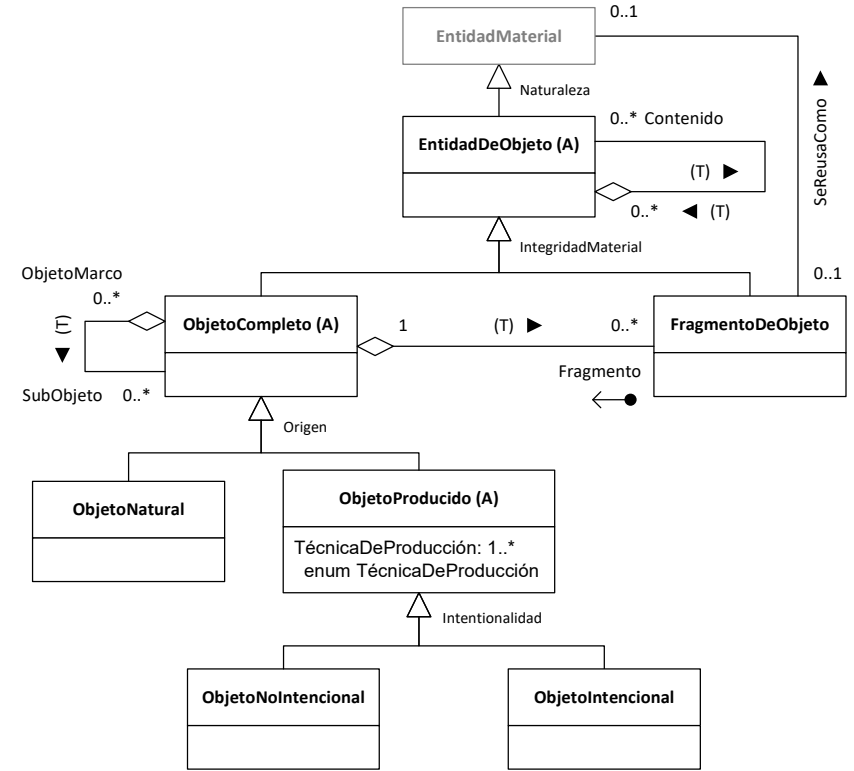 0..1
EntidadMaterial
Naturaleza
0..* Contenido
EntidadDeObjeto (A)
SeReusaComo ▲
(T) ►
0..* ◄ (T)
IntegridadMaterial
ObjetoMarco
0..1
0..*
ObjetoCompleto (A)
1
(T) ►
0..*
FragmentoDeObjeto
(T)
▼
Fragmento
SubObjeto 0..*
Origen
ObjetoNatural
ObjetoProducido (A)
TécnicaDeProducción: 1..*
enum TécnicaDeProducción
Intentionalidad
ObjetoNoIntencional
ObjetoIntencional